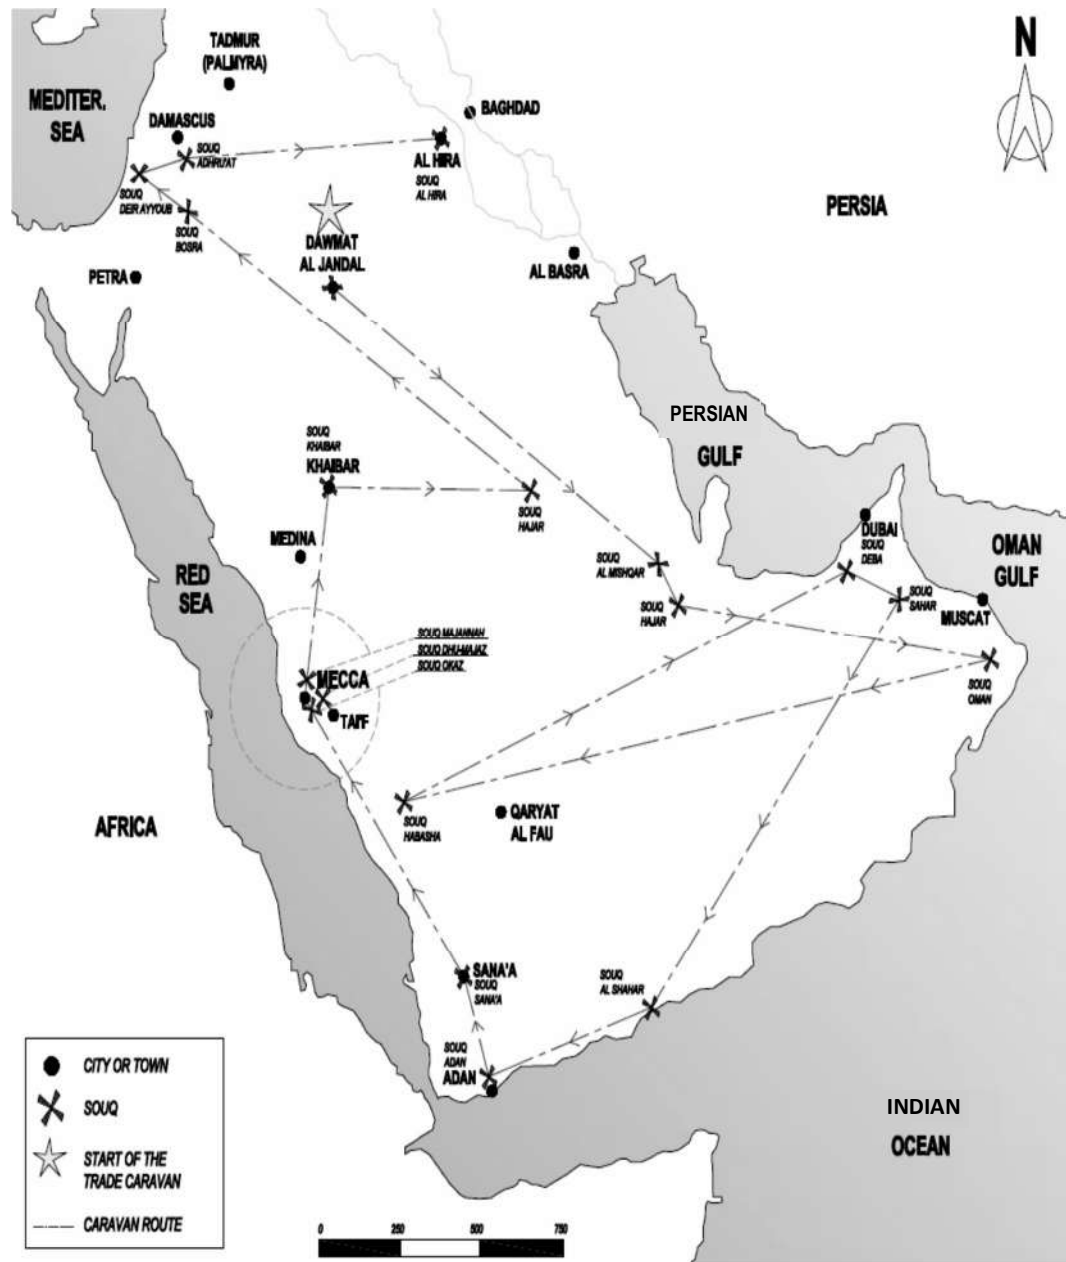 N
TADMUR
(PALMYRA)
MEDITER.
SEA
BAGHDAD
DAMASCUS
SOUQ
ADHRU'AT
AL HIRA
SOUQ
AL HIRA
SOUQ
DEIR AYYOUB
SOUQ
BOSRA
PERSIA
DAWMAT
AL JANDAL
AL BASRA
PETRA
PERSIAN
GULF
SOUQ
KHAIBAR
KHAIBAR
SOUQ
HAJAR
DUBAI
SOUQ
DEBA
OMAN
GULF
MEDINA
SOUQ
AL MISHQAR
RED
SEA
SOUQ
HAJAR
SOUQ
SAHAR
MUSCAT
SOUQ MAJANNAH
SOUQ DHU-MAJAZ
SOUQ OKAZ
MECCA
TAI'F
SOUQ
OMAN
AFRICA
SOUQ
HABASHA
QARYAT
AL FAU
SANA'A
SOUQ
SANA'A
SOUQ
AL SHAHAR
SOUQ
ADAN
ADAN
CITY OR TOWN
SOUQ
START OF THE
TRADE CARAVAN
CARAVAN ROUTE
INDIAN
OCEAN
0 250 500 750